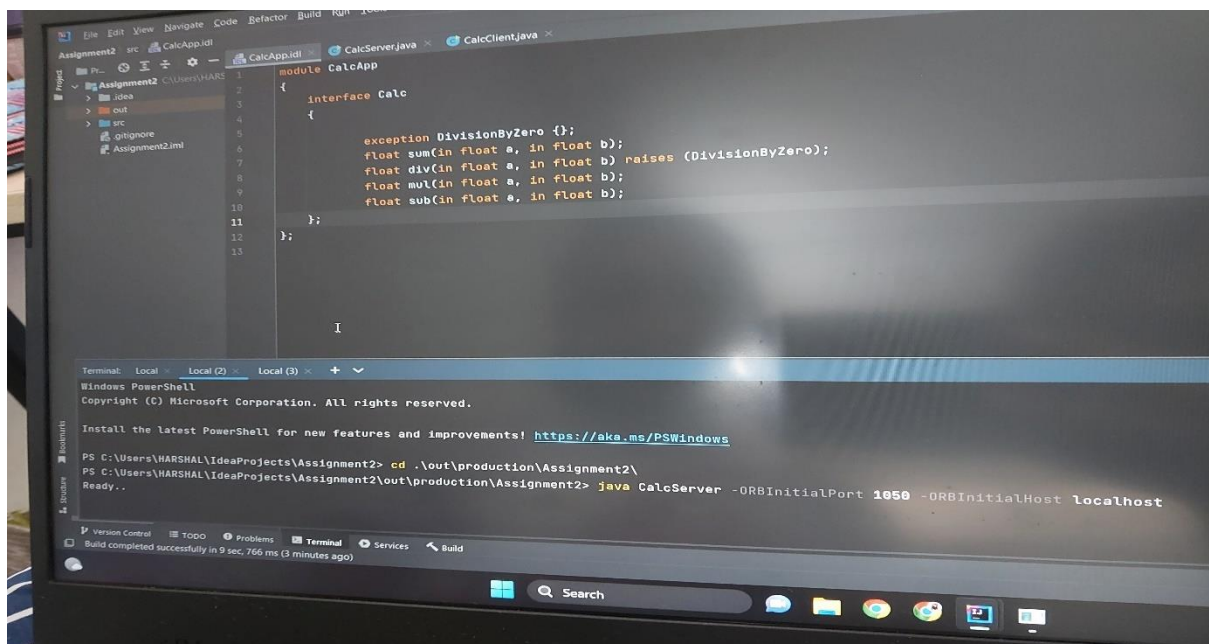 File Edit View Navigate Code Refactor Build Run
Assignment2 src CalcApp.idl
Project
Pr...
CalcApp.idl CalcServer.java CalcClient.java
Assignment2 C:\Users\HARS
.idea
out
src
.gitignore
Assignment2.iml
1 module CalcApp
2 {
3 interface Calc
4 {
5 exception DivisionByZero {};
6 float sum(in float a, in float b);
7 float div(in float a, in float b) raises (DivisionByZero);
8 float mul(in float a, in float b);
9 float sub(in float a, in float b);
10
11 };
12 };
13
Terminal: Local Local (2) Local (3)
Windows PowerShell
Copyright (C) Microsoft Corporation. All rights reserved.
Install the latest PowerShell for new features and improvements! https://aka.ms/PSWindows
PS C:\Users\HARSHAL\IdeaProjects\Assignment2> cd .\out\production\Assignment2\
PS C:\Users\HARSHAL\IdeaProjects\Assignment2\out\production\Assignment2> java CalcServer -ORBInitialPort 1050 -ORBInitialHost localhost
Ready..
Bookmarks
Structure
Version Control TODO Problems Terminal Services Build
Build completed successfully in 9 sec, 766 ms (3 minutes ago)
Search